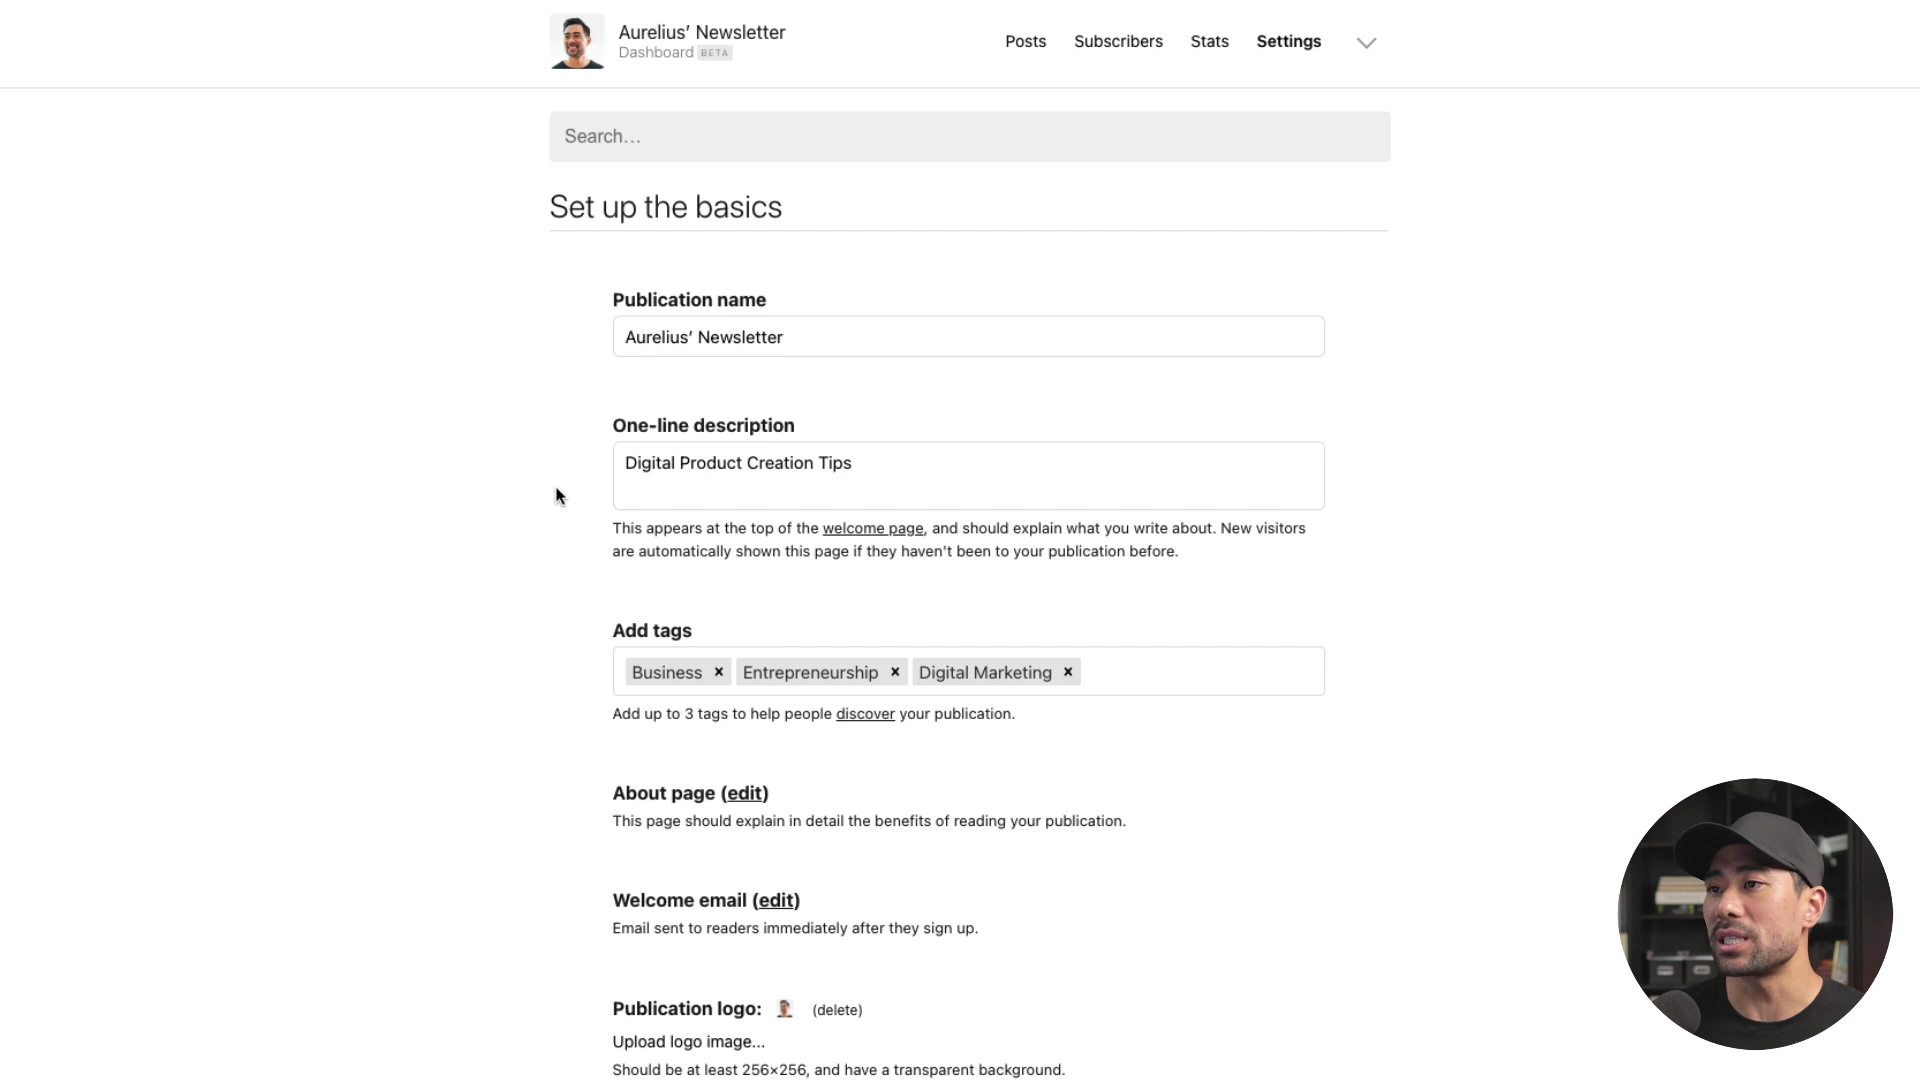 Aurelius’ Newsletter
Dashboard BETA
Posts Subscribers Stats Settings
Search...
Set up the basics
Publication name
Aurelius’ Newsletter
One-line description
Digital Product Creation Tips
This appears at the top of the welcome page, and should explain what you write about. New visitors
are automatically shown this page if they haven't been to your publication before.
Add tags
Business × Entrepreneurship × Digital Marketing ×
Add up to 3 tags to help people discover your publication.
About page (edit)
This page should explain in detail the benefits of reading your publication.
Welcome email (edit)
Email sent to readers immediately after they sign up.
Publication logo: (delete)
Upload logo image...
Should be at least 256×256, and have a transparent background.